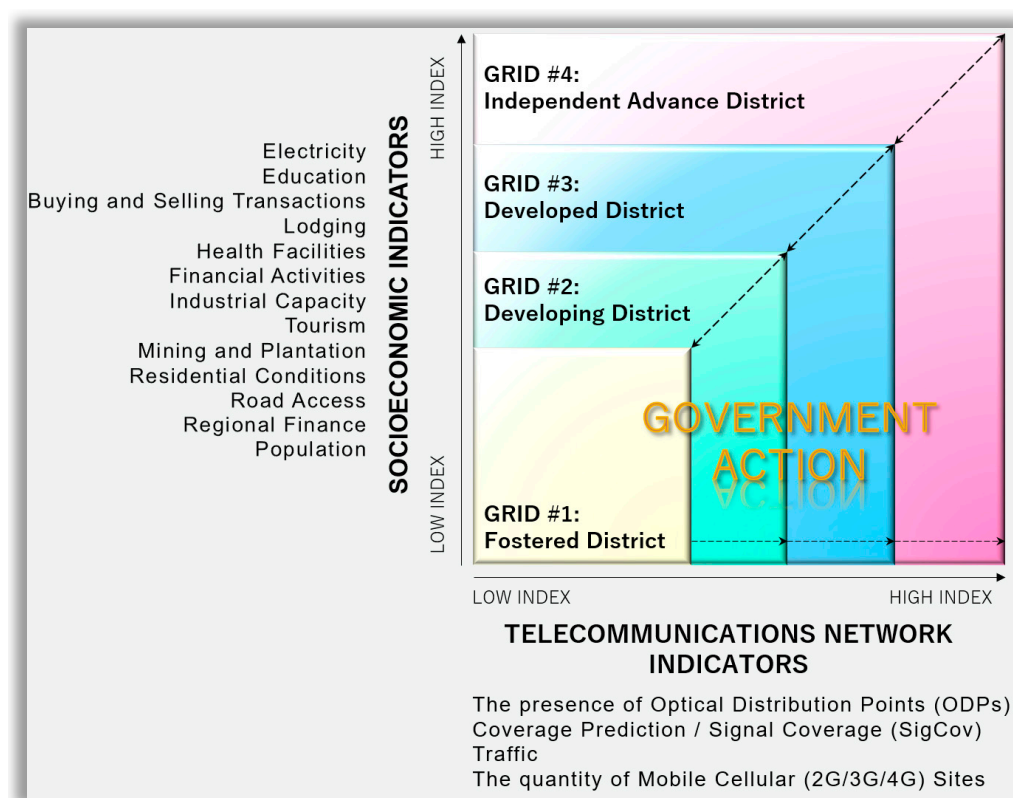 Electricity
Education
Buying and Selling Transactions
Lodging
Health Facilities
Financial Activities
Industrial Capacity
Tourism
Mining and Plantation
Residential Conditions
Road Access
Regional Finance
Population
SOCIOECONOMIC INDICATORS
HIGH INDEX
LOW INDEX
GRID #4:
Independent Advance District
GRID #3:
Developed District
GRID #2:
Developing District
GOVERNMENT
ACTION
GRID #1:
Fostered District
LOW INDEX
HIGH INDEX
TELECOMMUNICATIONS NETWORK
INDICATORS
The presence of Optical Distribution Points (ODPs)
Coverage Prediction / Signal Coverage (SigCov)
Traffic
The quantity of Mobile Cellular (2G/3G/4G) Sites